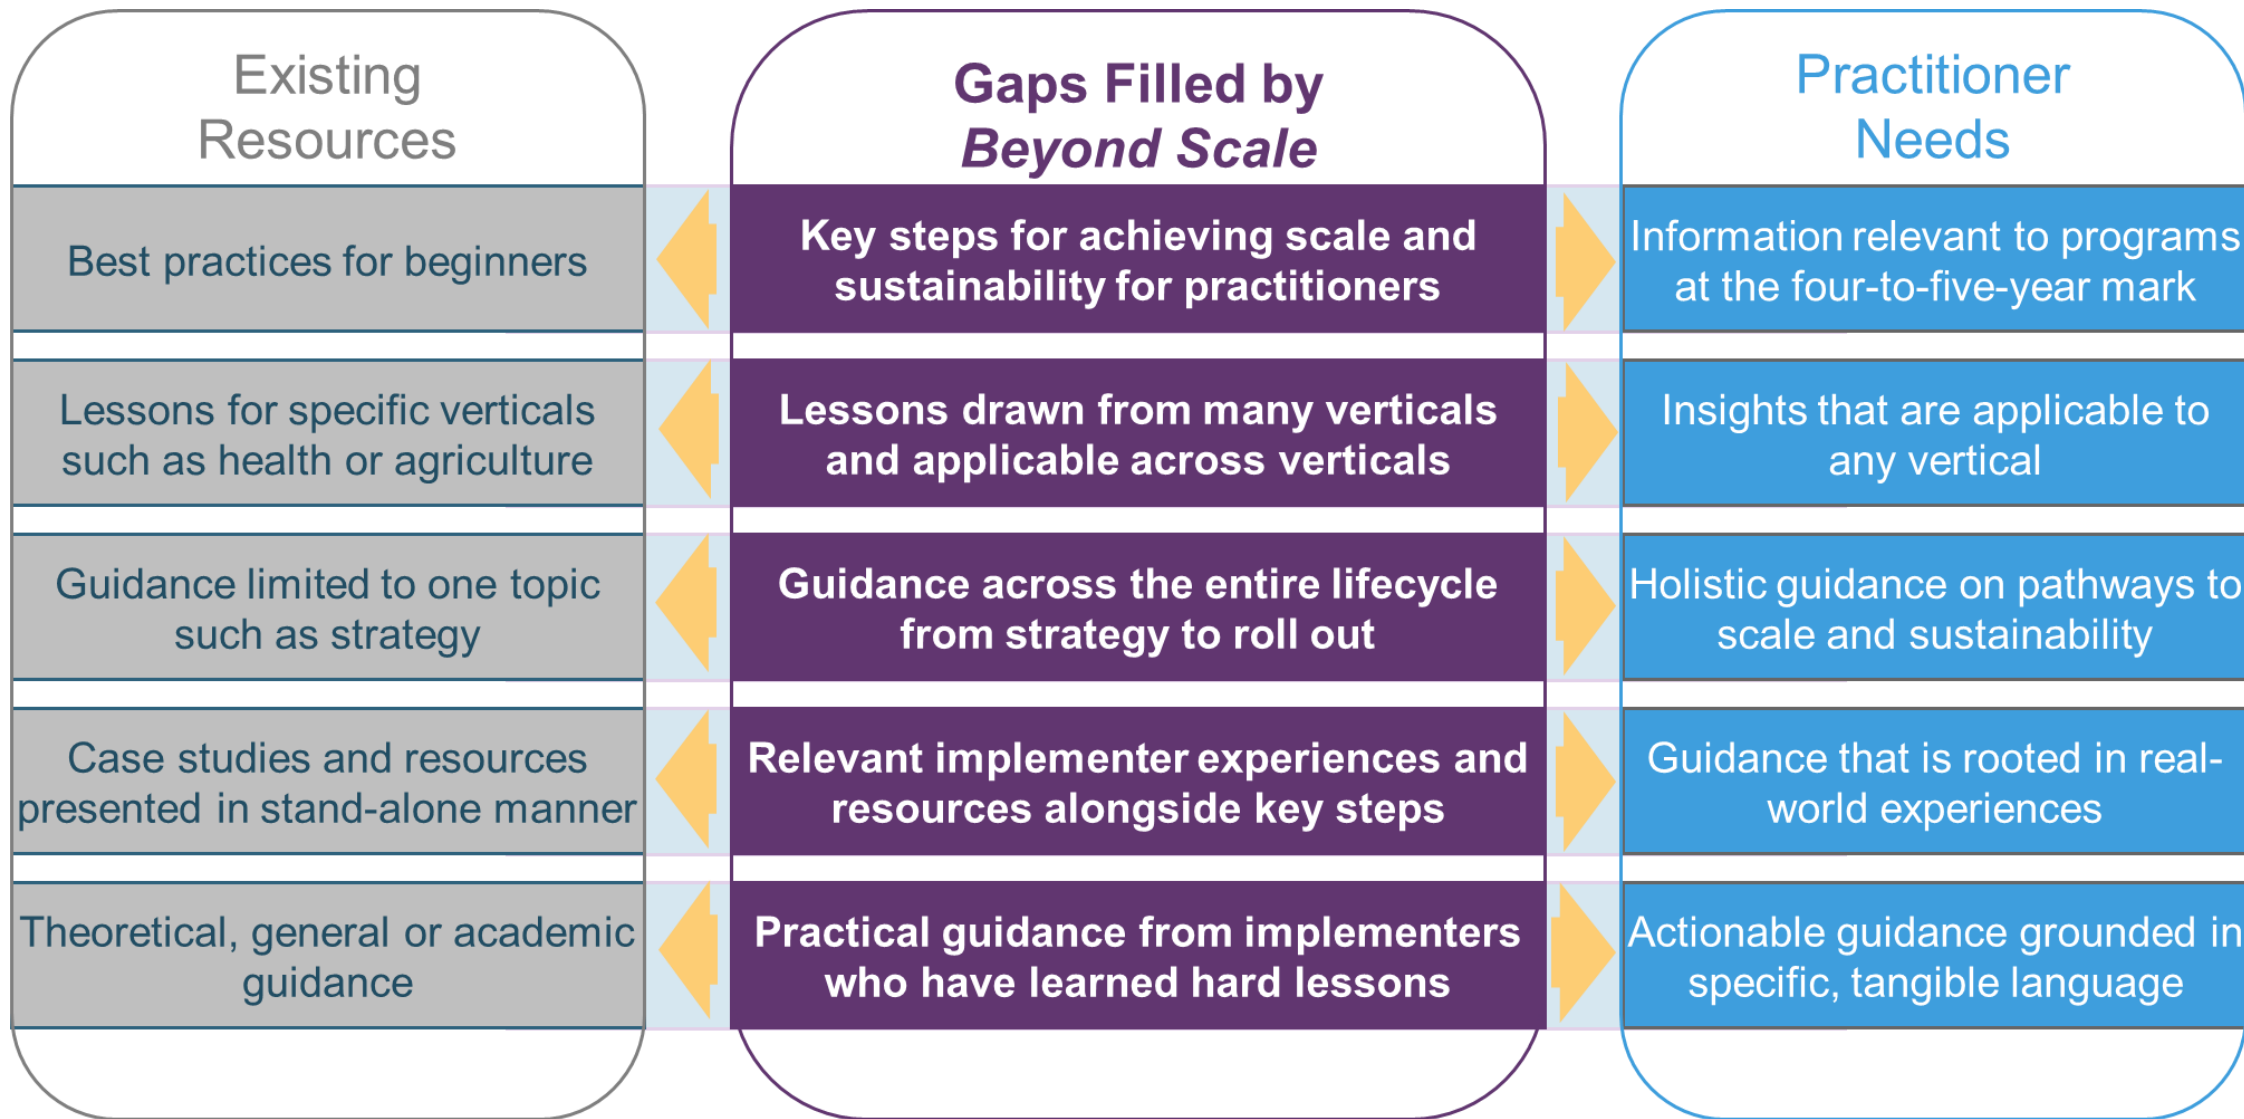 Existing
Resources
Gaps Filled by
Beyond Scale
Practitioner
Needs
Best practices for beginners
Key steps for achieving scale and
sustainability for practitioners
Information relevant to programs
at the four-to-five-year mark
Lessons for specific verticals
such as health or agriculture
Lessons drawn from many verticals
and applicable across verticals
Insights that are applicable to
any vertical
Guidance limited to one topic
such as strategy
Guidance across the entire lifecycle
from strategy to roll out
Holistic guidance on pathways to
scale and sustainability
Case studies and resources
presented in stand-alone manner
Relevant implementer experiences and
resources alongside key steps
Guidance that is rooted in real-
world experiences
Theoretical, general or academic
guidance
Practical guidance from implementers
who have learned hard lessons
Actionable guidance grounded in
specific, tangible language